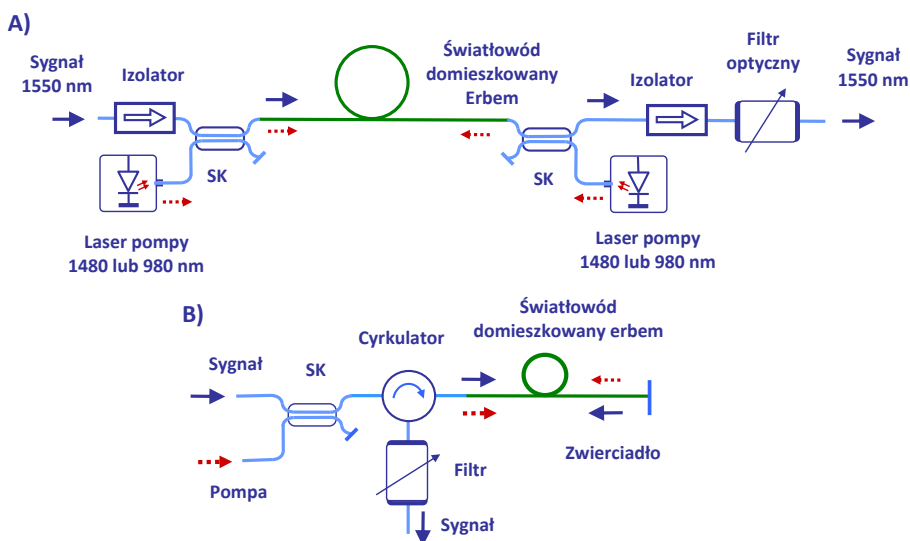 A)
Sygnał
1550 nm
Izolator
Światłowód
domieszkowany
Erbem
Izolator
Filtr
optyczny
Sygnał
1550 nm
SK
SK
Laser pompy
1480 lub 980 nm
Laser pompy
1480 lub 980 nm
B)
Sygnał
SK
Cyrkulator
Światłowód
domieszkowany erbem
Zwierciadło
Pompa
Filtr
Sygnał